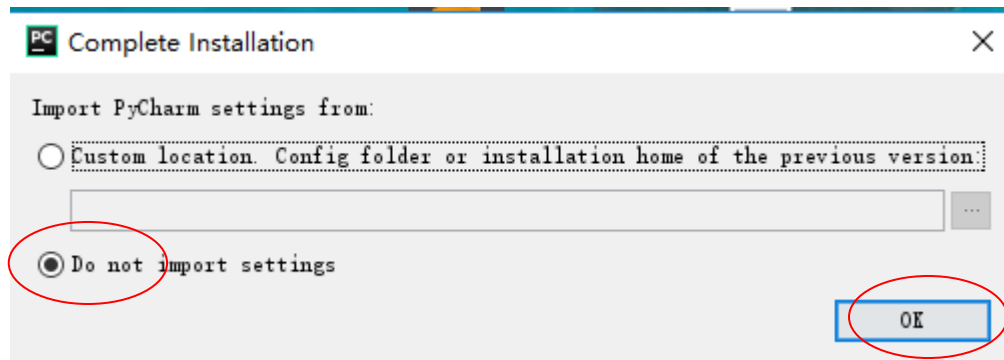 PC Complete Installation
Import PyCharm settings from:
Custom location. Config folder or installation home of the previous version:
...
Do not import settings
OK